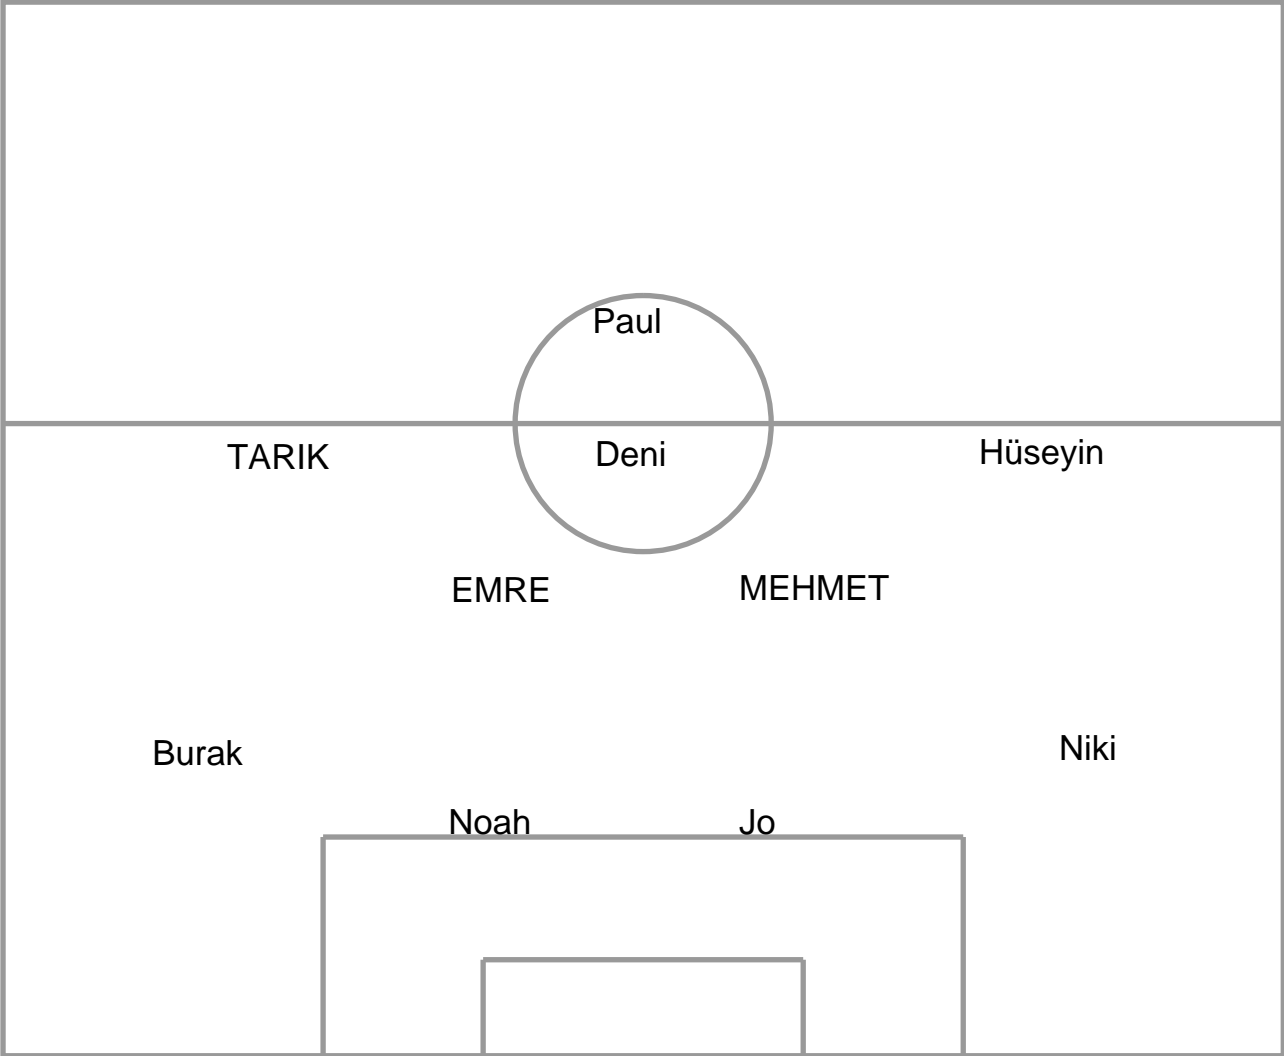 Paul
TARIK Deni Hüseyin
EMRE MEHMET
Burak Niki
Noah Jo